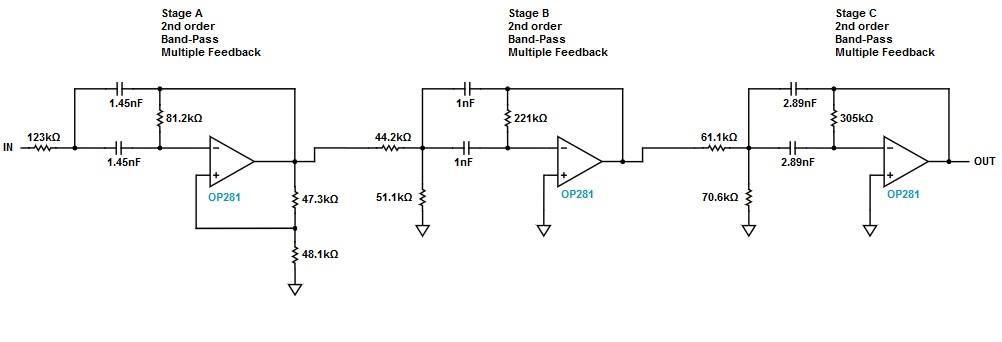 Stage A
2nd order
Band-Pass
Multiple Feedback
Stage B
2nd order
Band-Pass
Multiple Feedback
Stage C
2nd order
Band-Pass
Multiple Feedback
1.45nF
81.2kΩ
123kΩ
IN
1.45nF
−
+
OP281
47.3kΩ
48.1kΩ
1nF
221kΩ
44.2kΩ
1nF
51.1kΩ
−
+
OP281
2.89nF
305kΩ
61.1kΩ
2.89nF
70.6kΩ
−
+
OP281
OUT